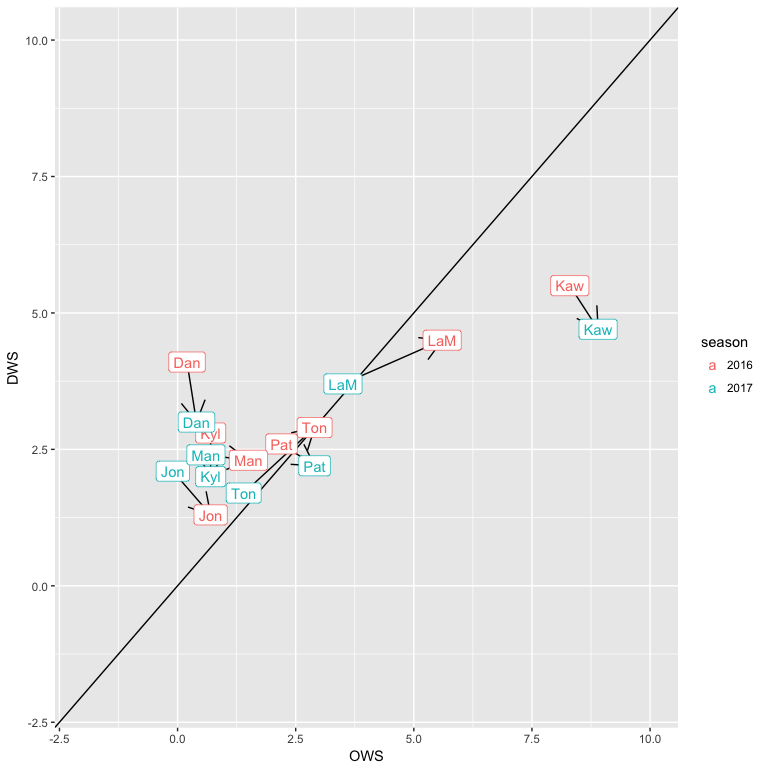 10.0
7.5
5.0
2.5
0.0
-2.5
DWS
Kaw
Kaw
LaM
LaM
Dan
Dan
Kyl
Ton
Pat
Man
Man
Pat
Jon
Kyl
Ton
Jon
season
a 2016
a 2017
-2.5 0.0 2.5 5.0 7.5 10.0
OWS